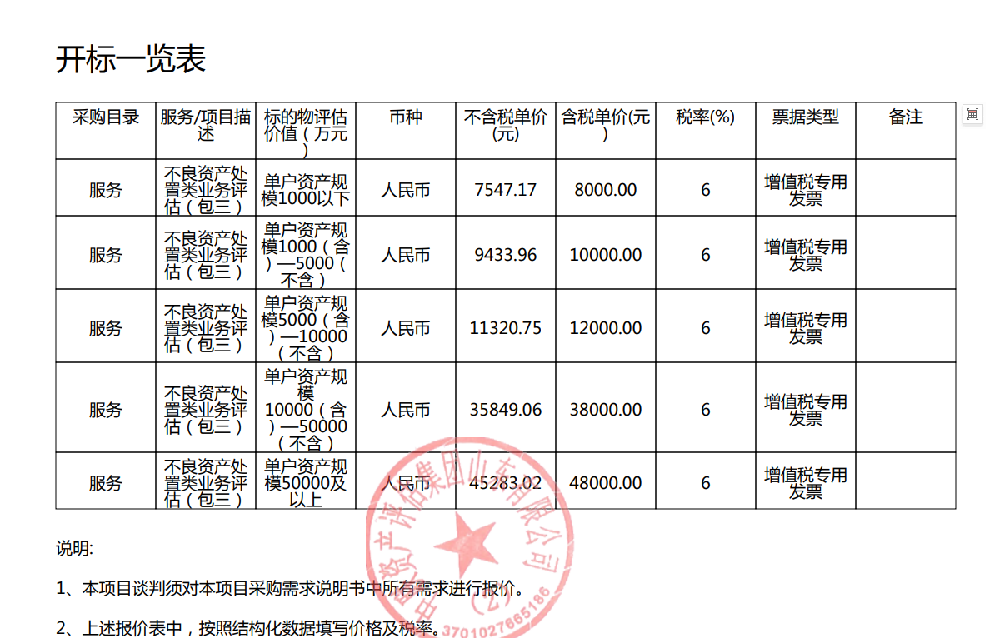 开标一览表
采购目录
服务/项目描
述
标的物评估
价值（万元
）
币种
不含税单价
(元)
含税单价(元
)
税率(%)
票据类型
备注
服务
不良资产处
置类业务评
估（包三）
单户资产规
模1000以下
人民币
7547.17
8000.00
6
增值税专用
发票
服务
不良资产处
置类业务评
估（包三）
单户资产规
模1000（含
）—5000（
不含）
人民币
9433.96
10000.00
6
增值税专用
发票
服务
不良资产处
置类业务评
估（包三）
单户资产规
模5000（含
）—10000
（不含）
人民币
11320.75
12000.00
6
增值税专用
发票
服务
不良资产处
置类业务评
估（包三）
单户资产规
模
10000（含
）—50000
（不含）
人民币
35849.06
38000.00
6
增值税专用
发票
服务
不良资产处
置类业务评
估（包三）
单户资产规
模50000及
以上
人民币
45283.02
48000.00
6
增值税专用
发票
说明:
1、本项目谈判须对本项目采购需求说明书中所有需求进行报价。
2、上述报价表中，按照结构化数据填写价格及税率。
资产评估集团山东有限公司
（2）
3701027665186